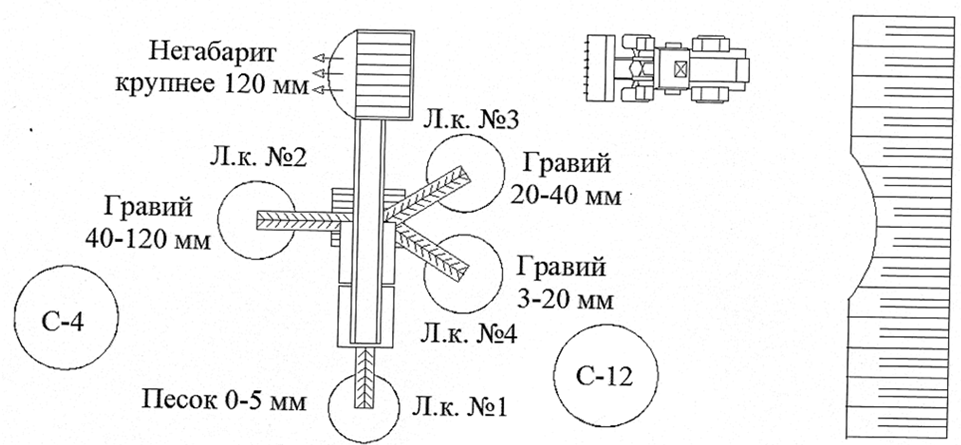 Негабарит
крупнее 120 мм
Л.к. №3
Л.к. №2
Гравий
20-40 мм
Гравий
40-120 мм
Гравий
3-20 мм
С-4
Л.к. №4
С-12
Песок 0-5 мм
Л.к. №1